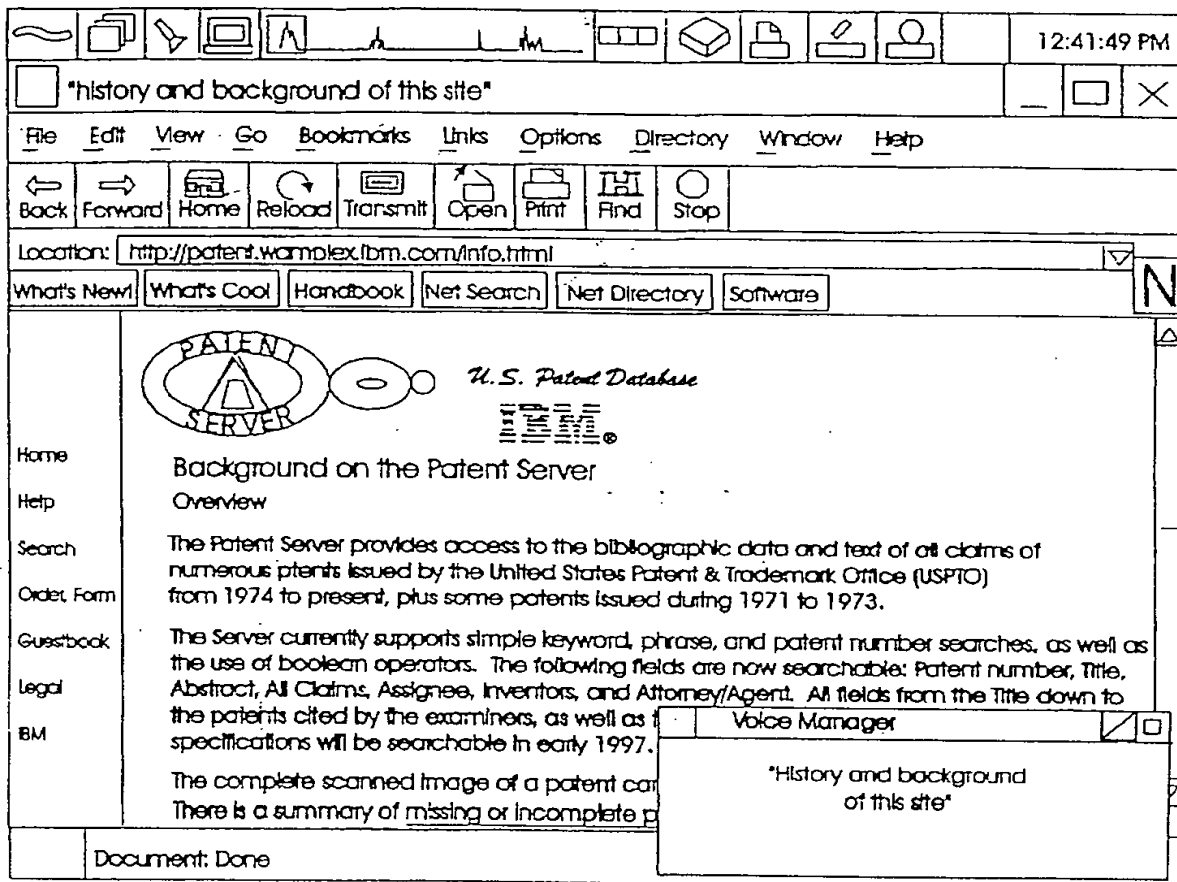 12:41:49 PM
"history and background of this site"
File Edit View Go Bookmarks Links Options Directory Window Help
Back Forward Home Reload Transmit Open Print Find Stop
Location: http://patent.wamplex.ibm.com/info.html
What's New! What's Cool Handbook Net Search Net Directory Software
N
PATENT SERVER
U.S. Patent Database
IBM®
Home
Help
Search
Order Form
Guestbook
Legal
IBM
Background on the Patent Server
Overview
The Patent Server provides access to the bibliographic data and text of all claims of
numerous ptents issued by the United States Patent & Trademark Office (USPTO)
from 1974 to present, plus some patents issued during 1971 to 1973.
The Server currently supports simple keyword, phrase, and patent number searches, as well as
the use of boolean operators. The following fields are now searchable: Patent number, Title,
Abstract, All Claims, Assignee, Inventors, and Attorney/Agent. All fields from the Title down to
the patents cited by the examiners, as well as t
specifications will be searchable in early 1997.
The complete scanned image of a patent can
There is a summary of missing or incomplete p
Voice Manager
"History and background
of this site"
Document: Done